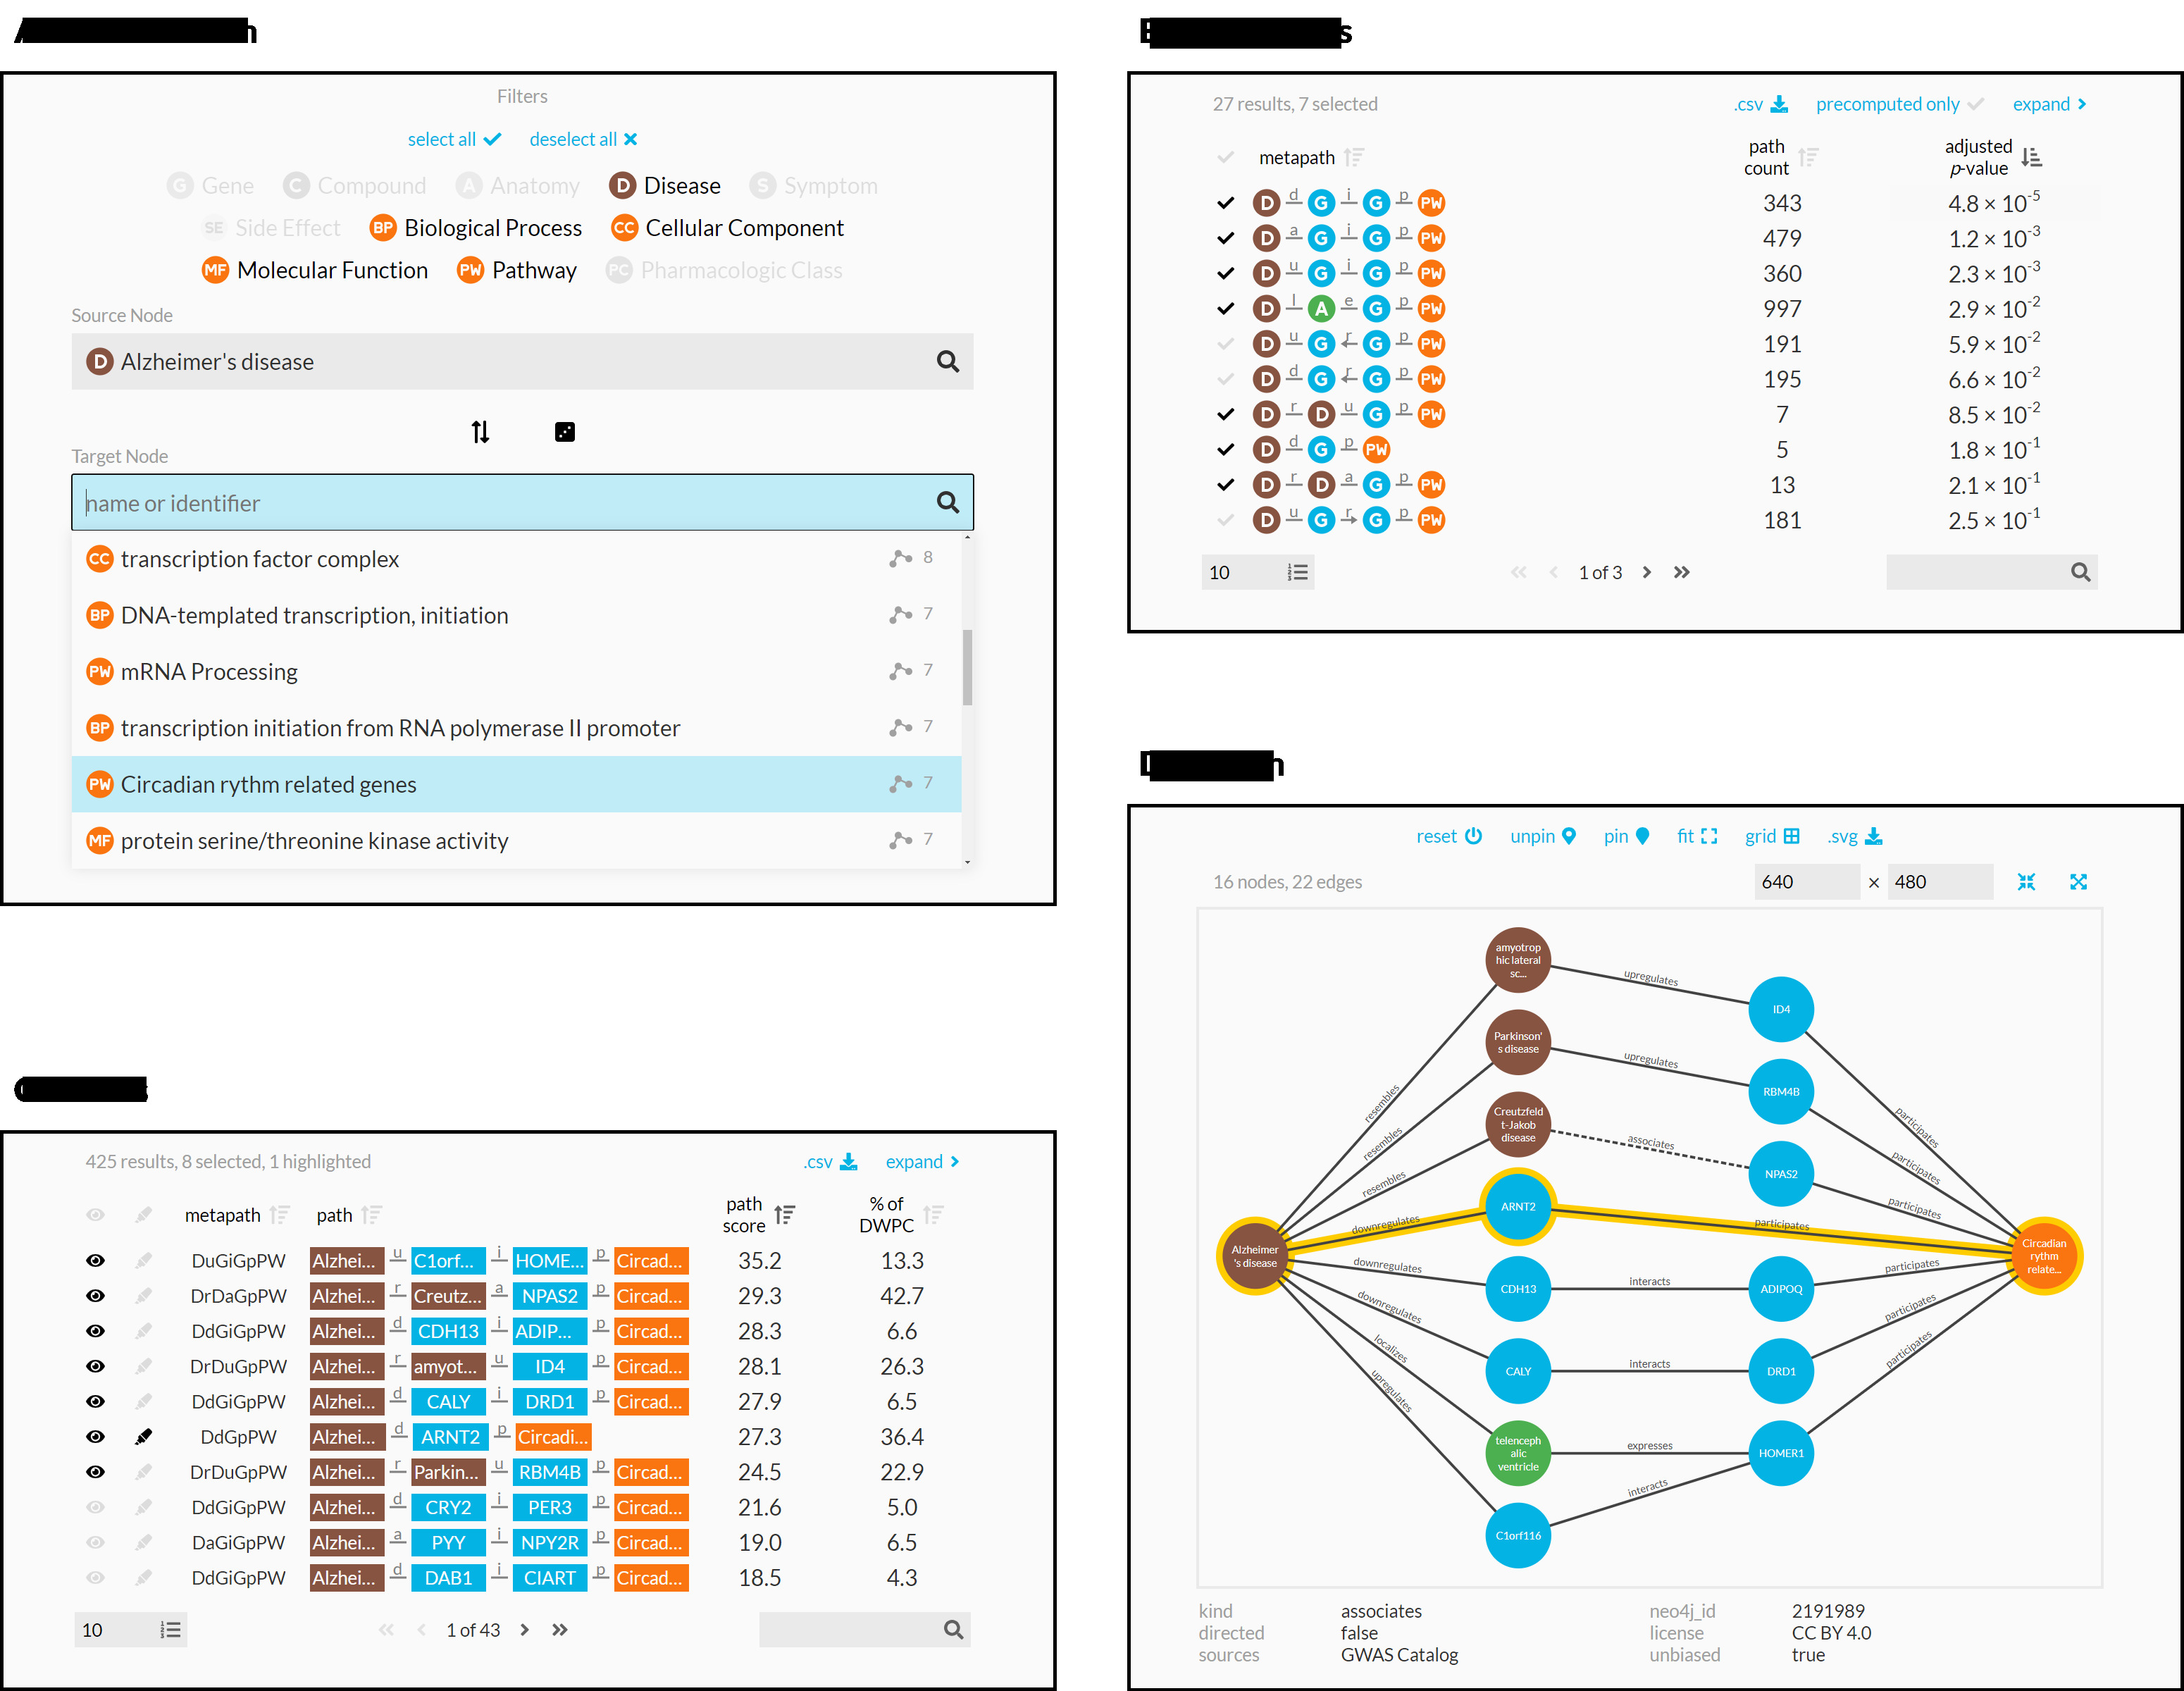 Filters
select all deselect all
G Gene C Compound A Anatomy D Disease S Symptom
SE Side Effect BP Biological Process CC Cellular Component
MF Molecular Function PW Pathway PC Pharmacologic Class
Source Node
D Alzheimer's disease
Target Node
name or identifier
CC transcription factor complex 8
BP DNA-templated transcription, initiation 7
PW mRNA Processing 7
BP transcription initiation from RNA polymerase II promoter 7
PW Circadian rythm related genes 7
MF protein serine/threonine kinase activity 7
27 results, 7 selected .csv precomputed only expand
metapath path count adjusted p-value
D d G i G p PW 343 4.8 × 10-5
D a G i G p PW 479 1.2 × 10-3
D u G i G p PW 360 2.3 × 10-3
D l A e G p PW 997 2.9 × 10-2
D u G r G p PW 191 5.9 × 10-2
D d G r G p PW 195 6.6 × 10-2
D r D u G p PW 7 8.5 × 10-2
D d G p PW 5 1.8 × 10-1
D r D a G p PW 13 2.1 × 10-1
D u G r G p PW 181 2.5 × 10-1
10 1 of 3
425 results, 8 selected, 1 highlighted .csv expand
metapath path path score % of DWPC
DuGiGpPW Alzhei... u C1orf... i HOME... p Circad... 35.2 13.3
DrDaGpPW Alzhei... r Creutz... a NPAS2 p Circad... 29.3 42.7
DdGiGpPW Alzhei... d CDH13 i ADIP... p Circad... 28.3 6.6
DrDuGpPW Alzhei... r amyot... u ID4 p Circad... 28.1 26.3
DdGiGpPW Alzhei... d CALY i DRD1 p Circad... 27.9 6.5
DdGpPW Alzhei... d ARNT2 p Circadi... 27.3 36.4
DrDuGpPW Alzhei... r Parkin... u RBM4B p Circad... 24.5 22.9
DdGiGpPW Alzhei... d CRY2 i PER3 p Circad... 21.6 5.0
DaGiGpPW Alzhei... a PYY i NPY2R p Circad... 19.0 6.5
DdGiGpPW Alzhei... d DAB1 i CIART p Circad... 18.5 4.3
10 1 of 43
reset unpin pin fit grid .svg
16 nodes, 22 edges 640 × 480
amyotrop
hic lateral
sc...
upregulates
ID4
Parkinson'
s disease
upregulates
RBM4B
Creutzfeld
t-Jakob
disease
associates
NPAS2
resembles
resembles
resembles
participates
participates
participates
ARNT2
downregulates
participates
Alzheimer
's disease
Circadian
rythm
relate...
downregulates
CDH13
interacts
ADIPOQ
participates
downregulates
CALY
interacts
DRD1
participates
localizes
telenceph
alic
ventricle
expresses
HOMER1
participates
upregulates
C1orf116
interacts
kind associates neo4j_id 2191989
directed false license CC BY 4.0
sources GWAS Catalog unbiased true